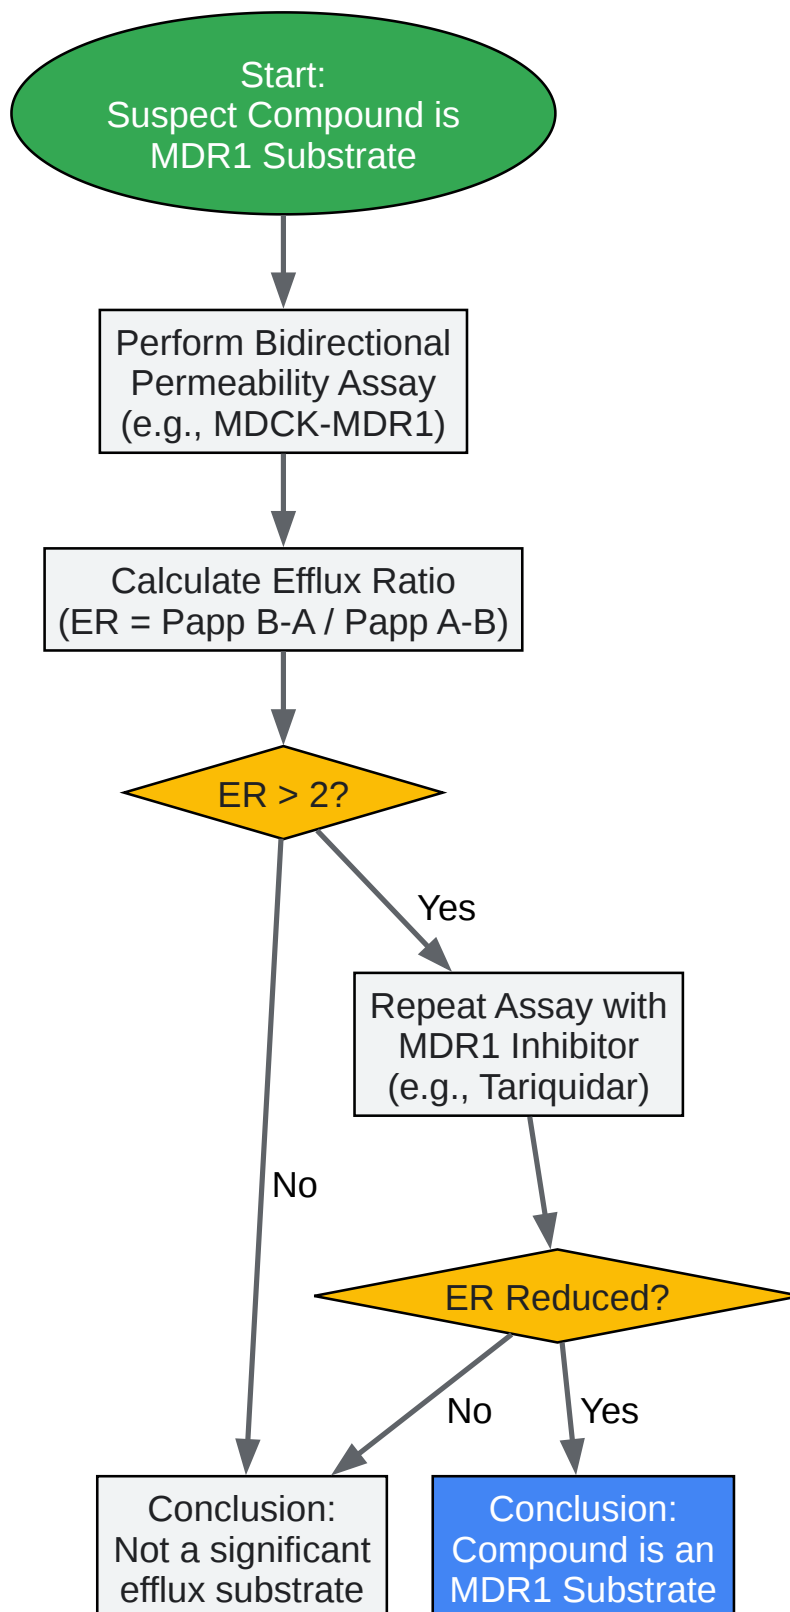 Start:
Suspect Compound is
MDR1 Substrate
Perform Bidirectional
Permeability Assay
(e.g., MDCK-MDR1)
Calculate Efflux Ratio
(ER = Papp B-A / Papp A-B)
ER > 2?
Yes
Repeat Assay with
MDR1 Inhibitor
(e.g., Tariquidar)
No
ER Reduced?
No
Yes
Conclusion:
Not a significant
efflux substrate
Conclusion:
Compound is an
MDR1 Substrate